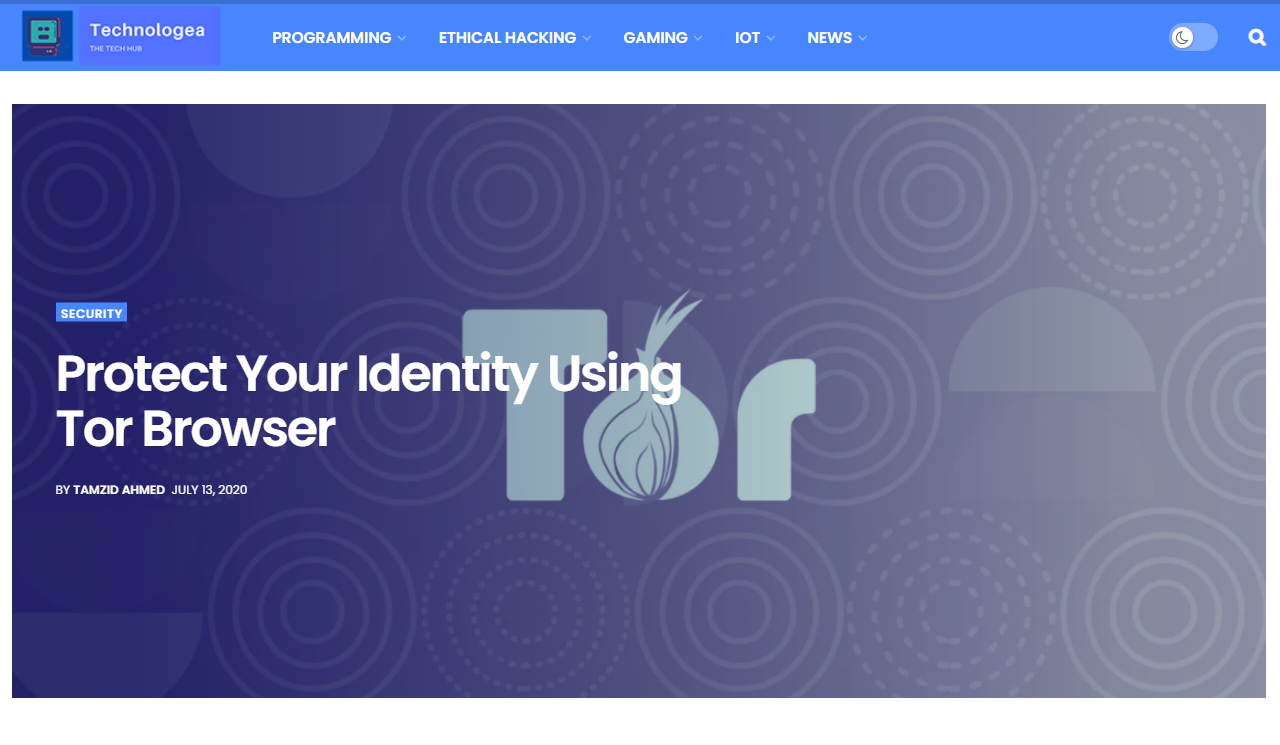 Technologea
THE TECH HUB
PROGRAMMING ETHICAL HACKING GAMING IOT NEWS
SECURITY
Tor
Protect Your Identity Using
Tor Browser
BY TAMZID AHMED JULY 13, 2020